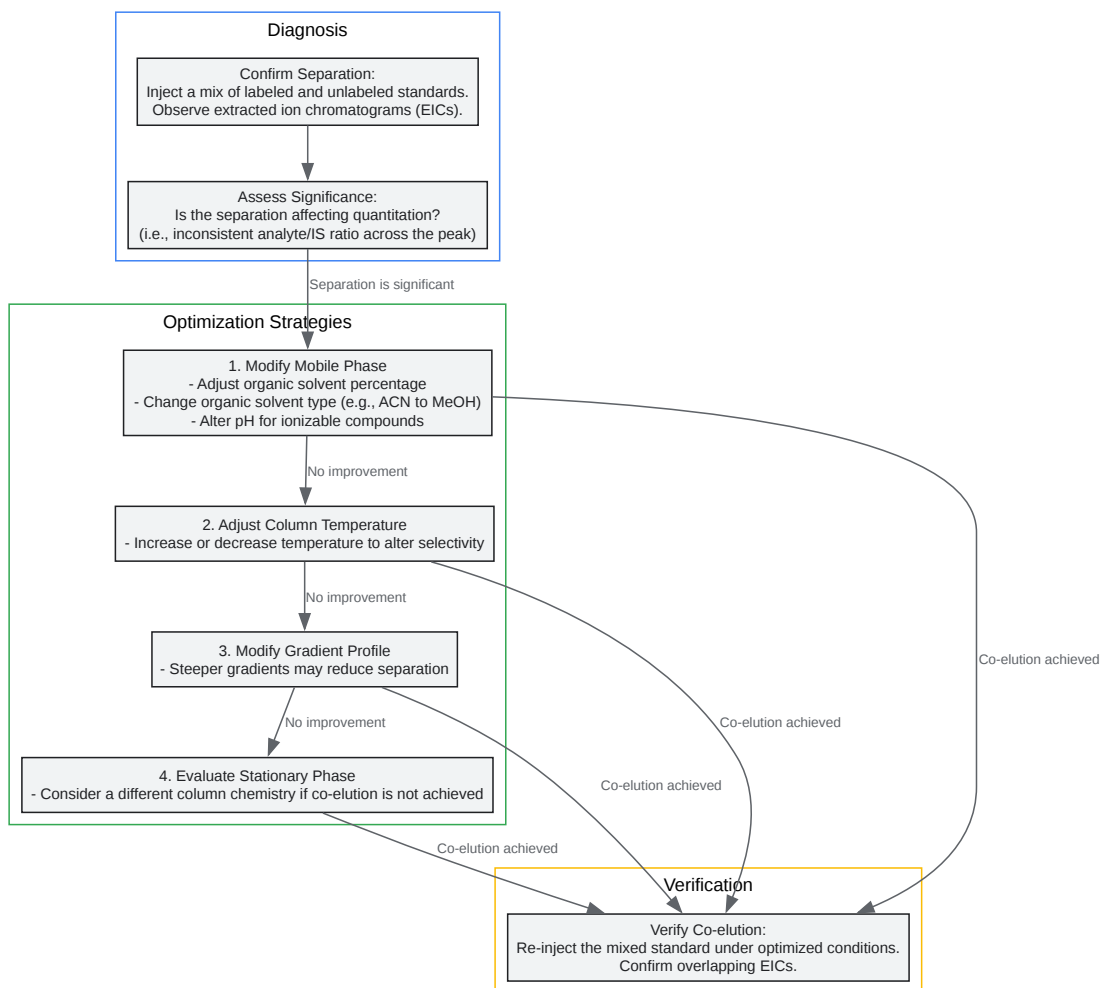 Diagnosis
Confirm Separation:
Inject a mix of labeled and unlabeled standards.
Observe extracted ion chromatograms (EICs).
Assess Significance:
Is the separation affecting quantitation?
(i.e., inconsistent analyte/IS ratio across the peak)
Separation is significant
Optimization Strategies
1. Modify Mobile Phase
- Adjust organic solvent percentage
- Change organic solvent type (e.g., ACN to MeOH)
- Alter pH for ionizable compounds
No improvement
2. Adjust Column Temperature
- Increase or decrease temperature to alter selectivity
No improvement
3. Modify Gradient Profile
- Steeper gradients may reduce separation
Co-elution achieved
No improvement
Co-elution achieved
4. Evaluate Stationary Phase
- Consider a different column chemistry if co-elution is not achieved
Co-elution achieved
Co-elution achieved
Verification
Verify Co-elution:
Re-inject the mixed standard under optimized conditions.
Confirm overlapping EICs.